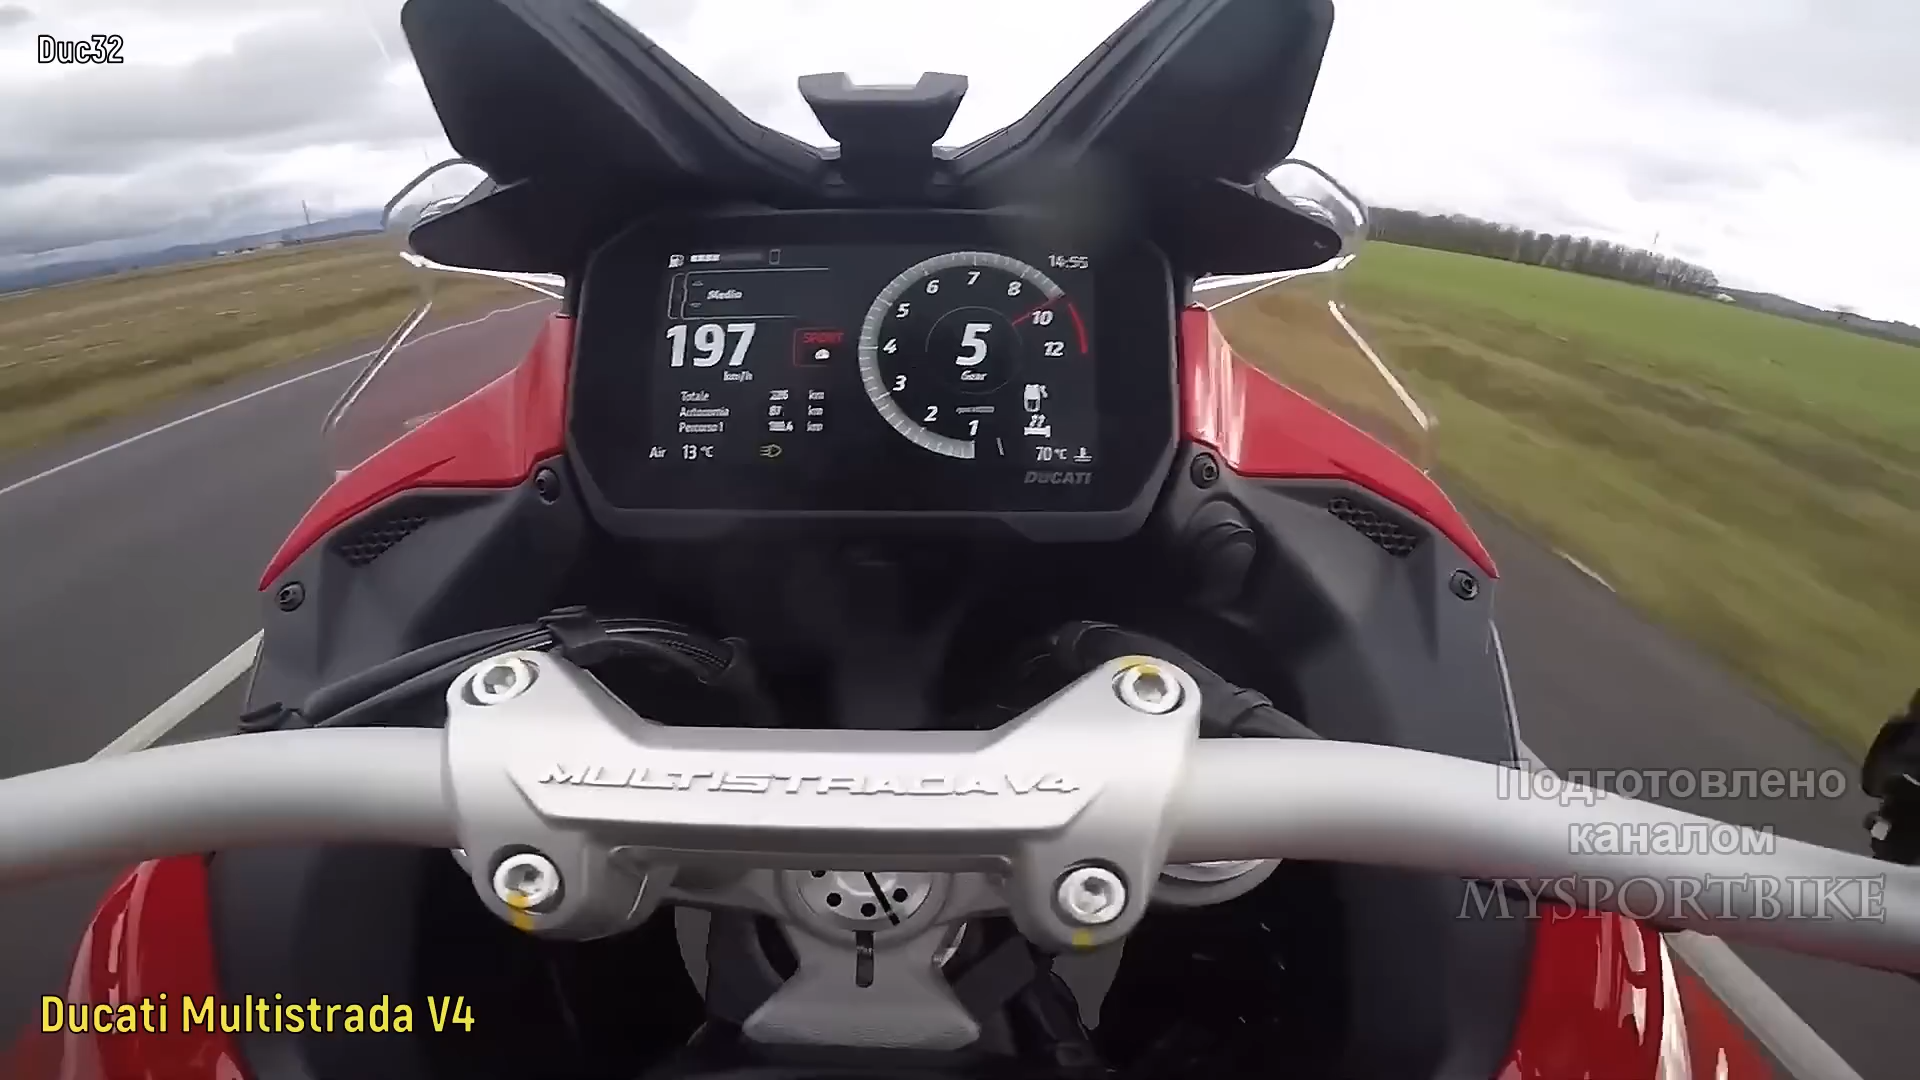 Duc32
14:55
Medio
197
km/h
SPORT
Totale km
Autonomia km
Percorso 1 km
Air 13 °C
1
2
3
4
5
6
7
8
10
12
5
Gear
70 °C
DUCATI
MULTISTRADA V4
Подготовлено
каналом
MYSPORTBIKE
Ducati Multistrada V4